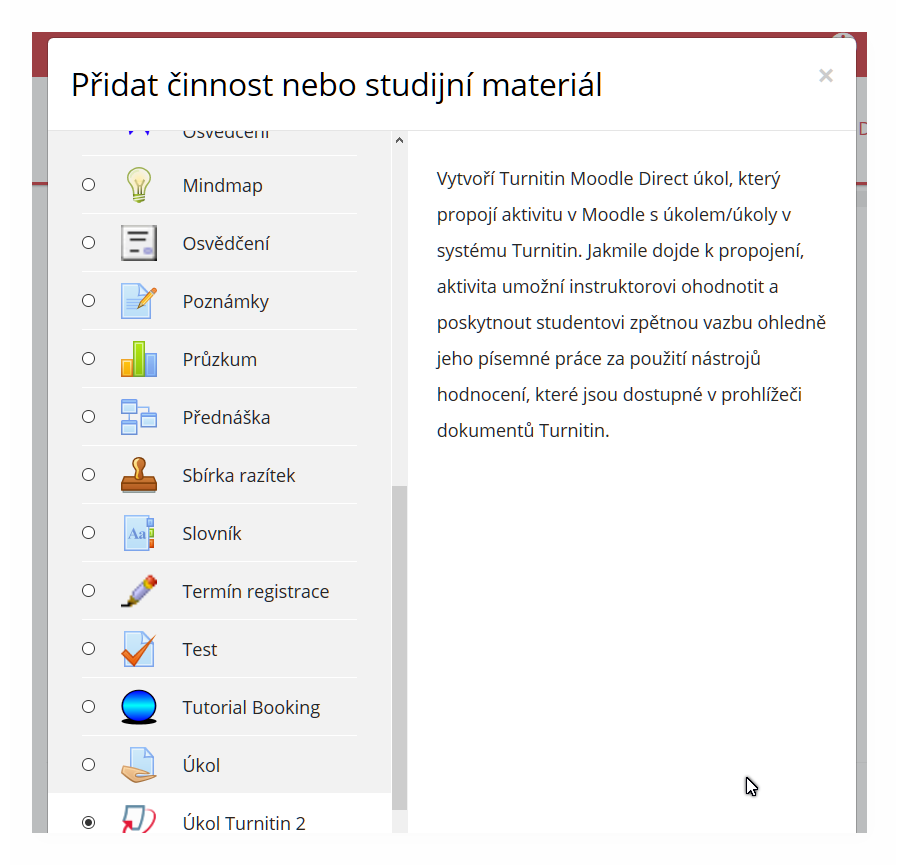 Přidat činnost nebo studijní materiál
×
Osvědčení
Mindmap
Osvědčení
Poznámky
Průzkum
Přednáška
Sbírka razítek
Aa
Slovník
Termín registrace
Test
Tutorial Booking
Úkol
Úkol Turnitin 2
Vytvoří Turnitin Moodle Direct úkol, který
propojí aktivitu v Moodle s úkolem/úkoly v
systému Turnitin. Jakmile dojde k propojení,
aktivita umožní instruktorovi ohodnotit a
poskytnout studentovi zpětnou vazbu ohledně
jeho písemné práce za použití nástrojů
hodnocení, které jsou dostupné v prohlížeči
dokumentů Turnitin.
D